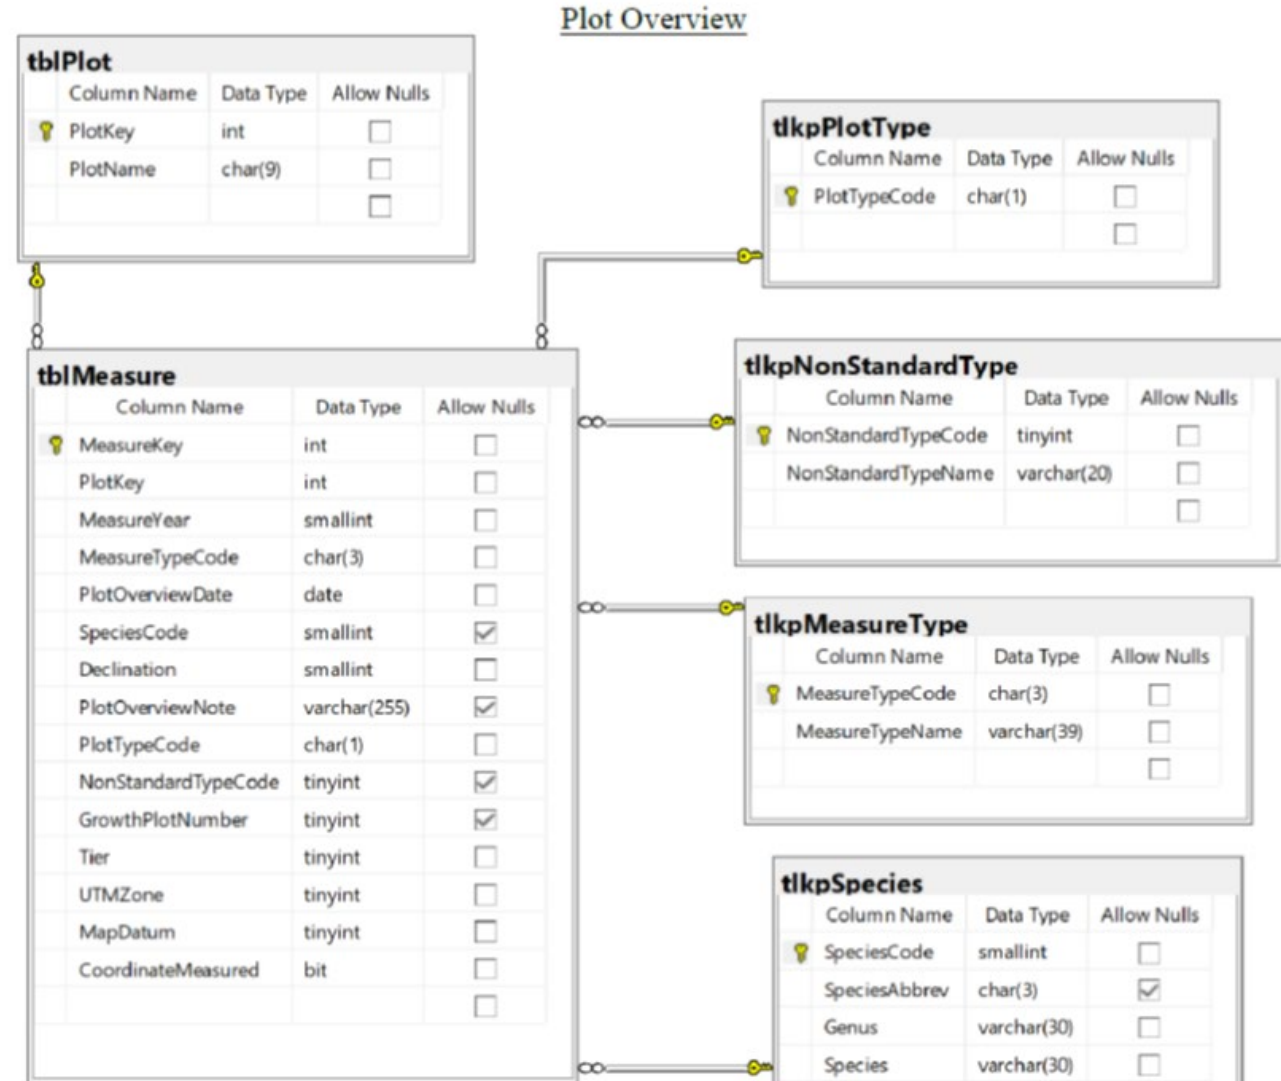 Plot Overview
tblPlot
Column Name Data Type Allow Nulls
PlotKey int
PlotName char(9)
tlkpPlotType
Column Name Data Type Allow Nulls
PlotTypeCode char(1)
tblMeasure
Column Name Data Type Allow Nulls
MeasureKey int
PlotKey int
MeasureYear smallint
MeasureTypeCode char(3)
PlotOverviewDate date
SpeciesCode smallint
Declination smallint
PlotOverviewNote varchar(255)
PlotTypeCode char(1)
NonStandardTypeCode tinyint
GrowthPlotNumber tinyint
Tier tinyint
UTMZone tinyint
MapDatum tinyint
CoordinateMeasured bit
tlkpNonStandardType
Column Name Data Type Allow Nulls
NonStandardTypeCode tinyint
NonStandardTypeName varchar(20)
tlkpMeasureType
Column Name Data Type Allow Nulls
MeasureTypeCode char(3)
MeasureTypeName varchar(39)
tlkpSpecies
Column Name Data Type Allow Nulls
SpeciesCode smallint
SpeciesAbbrev char(3)
Genus varchar(30)
Species varchar(30)